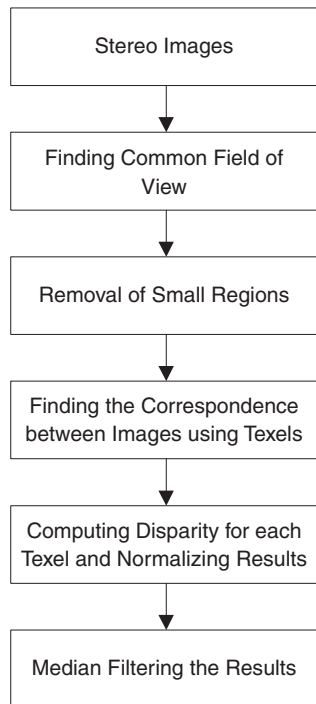 Stereo Images
Finding Common Field of
View
Removal of Small Regions
Finding the Correspondence
between Images using Texels
Computing Disparity for each
Texel and Normalizing Results
Median Filtering the Results